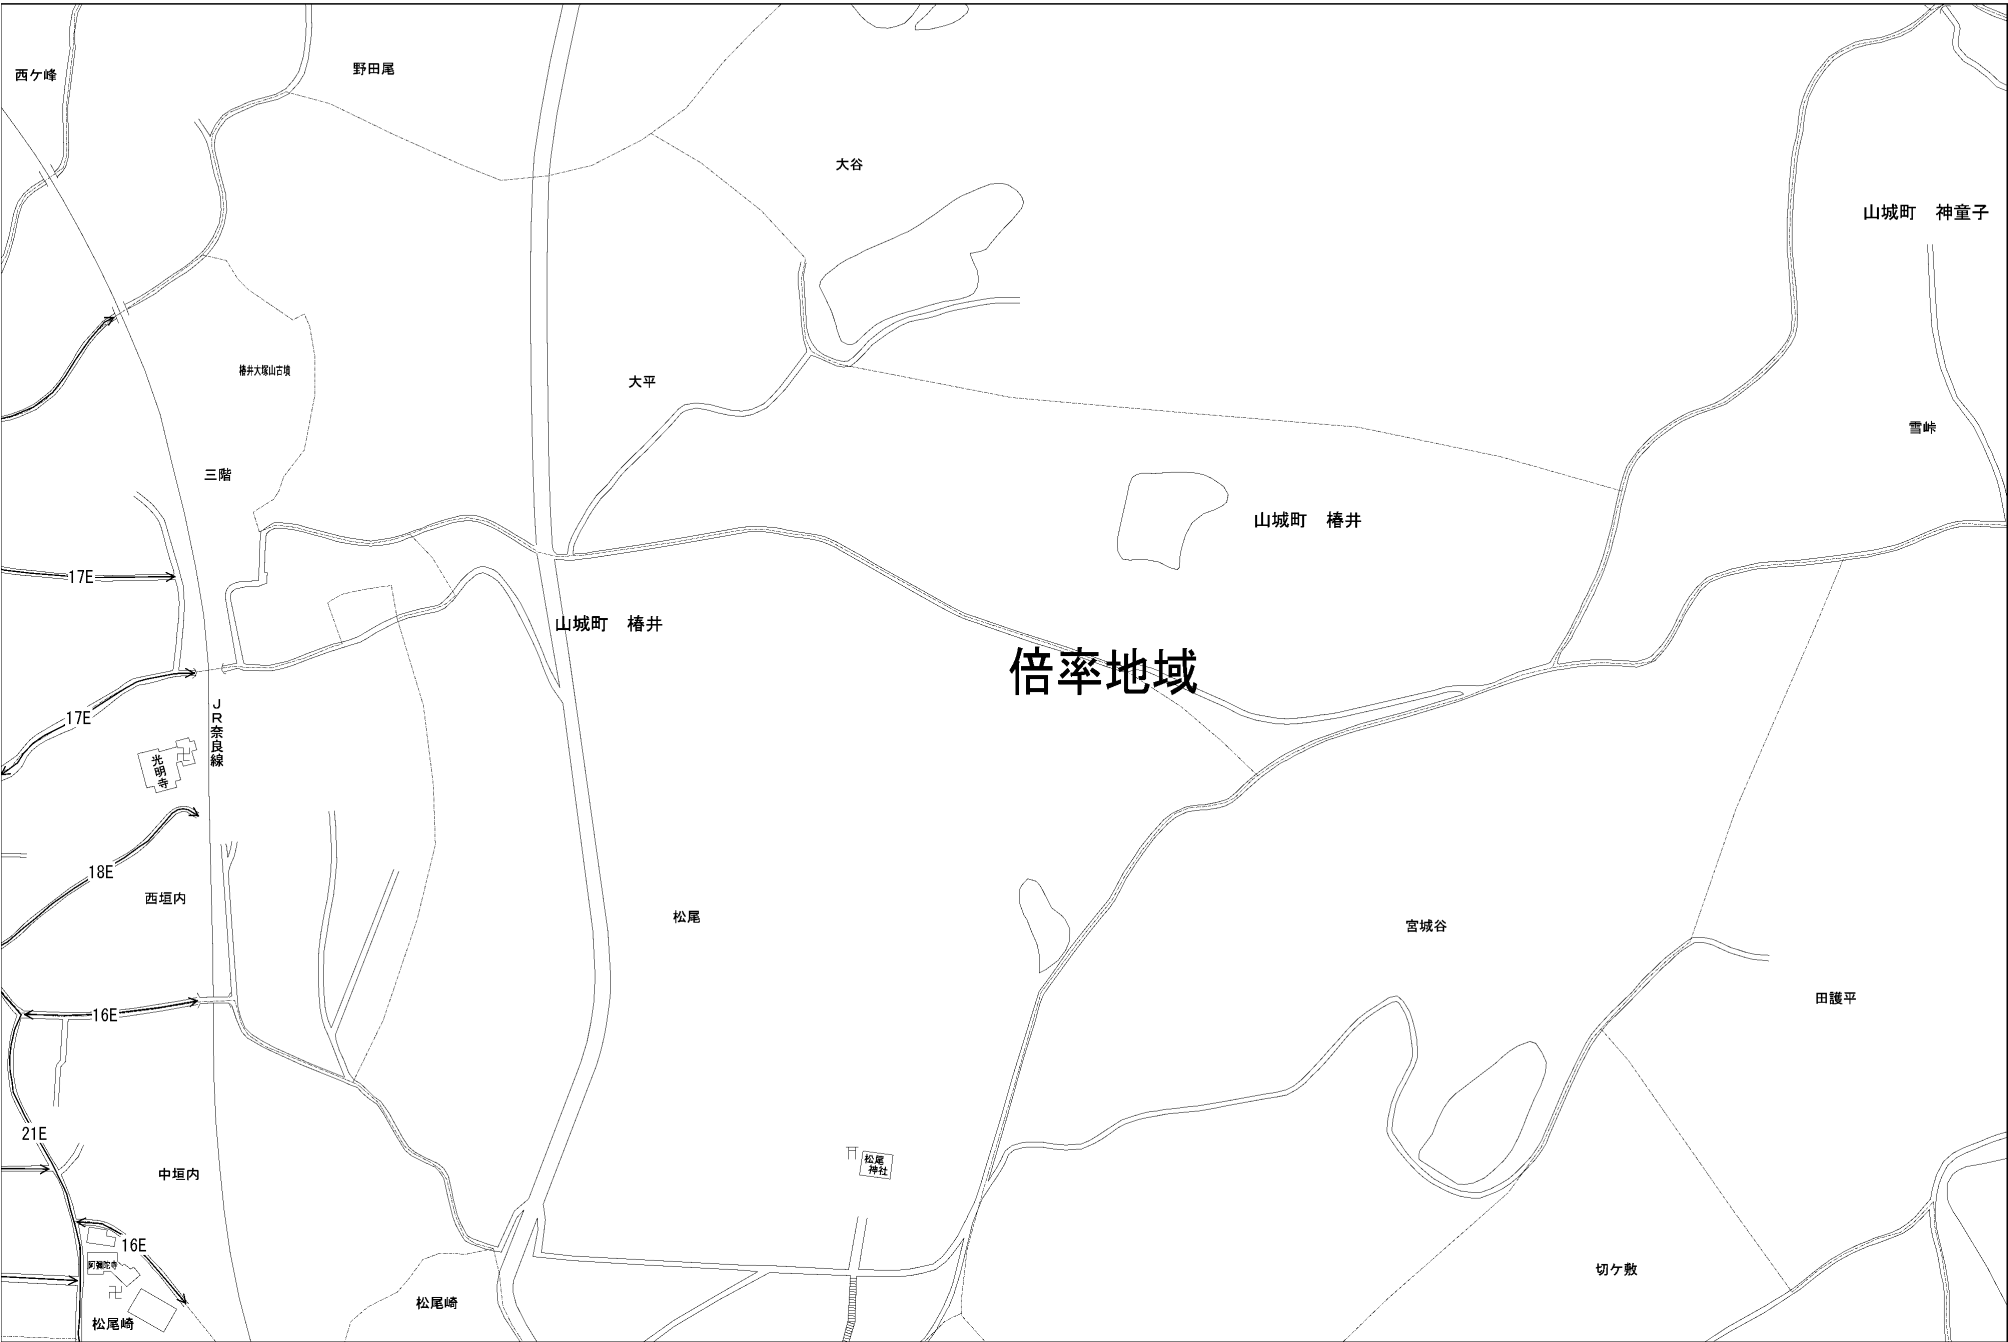 西ケ峰
野田尾
大谷
山城町　神童子
椿井大塚山古墳
大平
雪峠
三階
山城町　椿井
17E
山城町　椿井
倍率地域
17E
JR奈良線
光明寺
18E
西垣内
松尾
宮城谷
田護平
16E
21E
松尾
神社
中垣内
16E
阿彌陀寺
切ケ敷
松尾崎
松尾崎